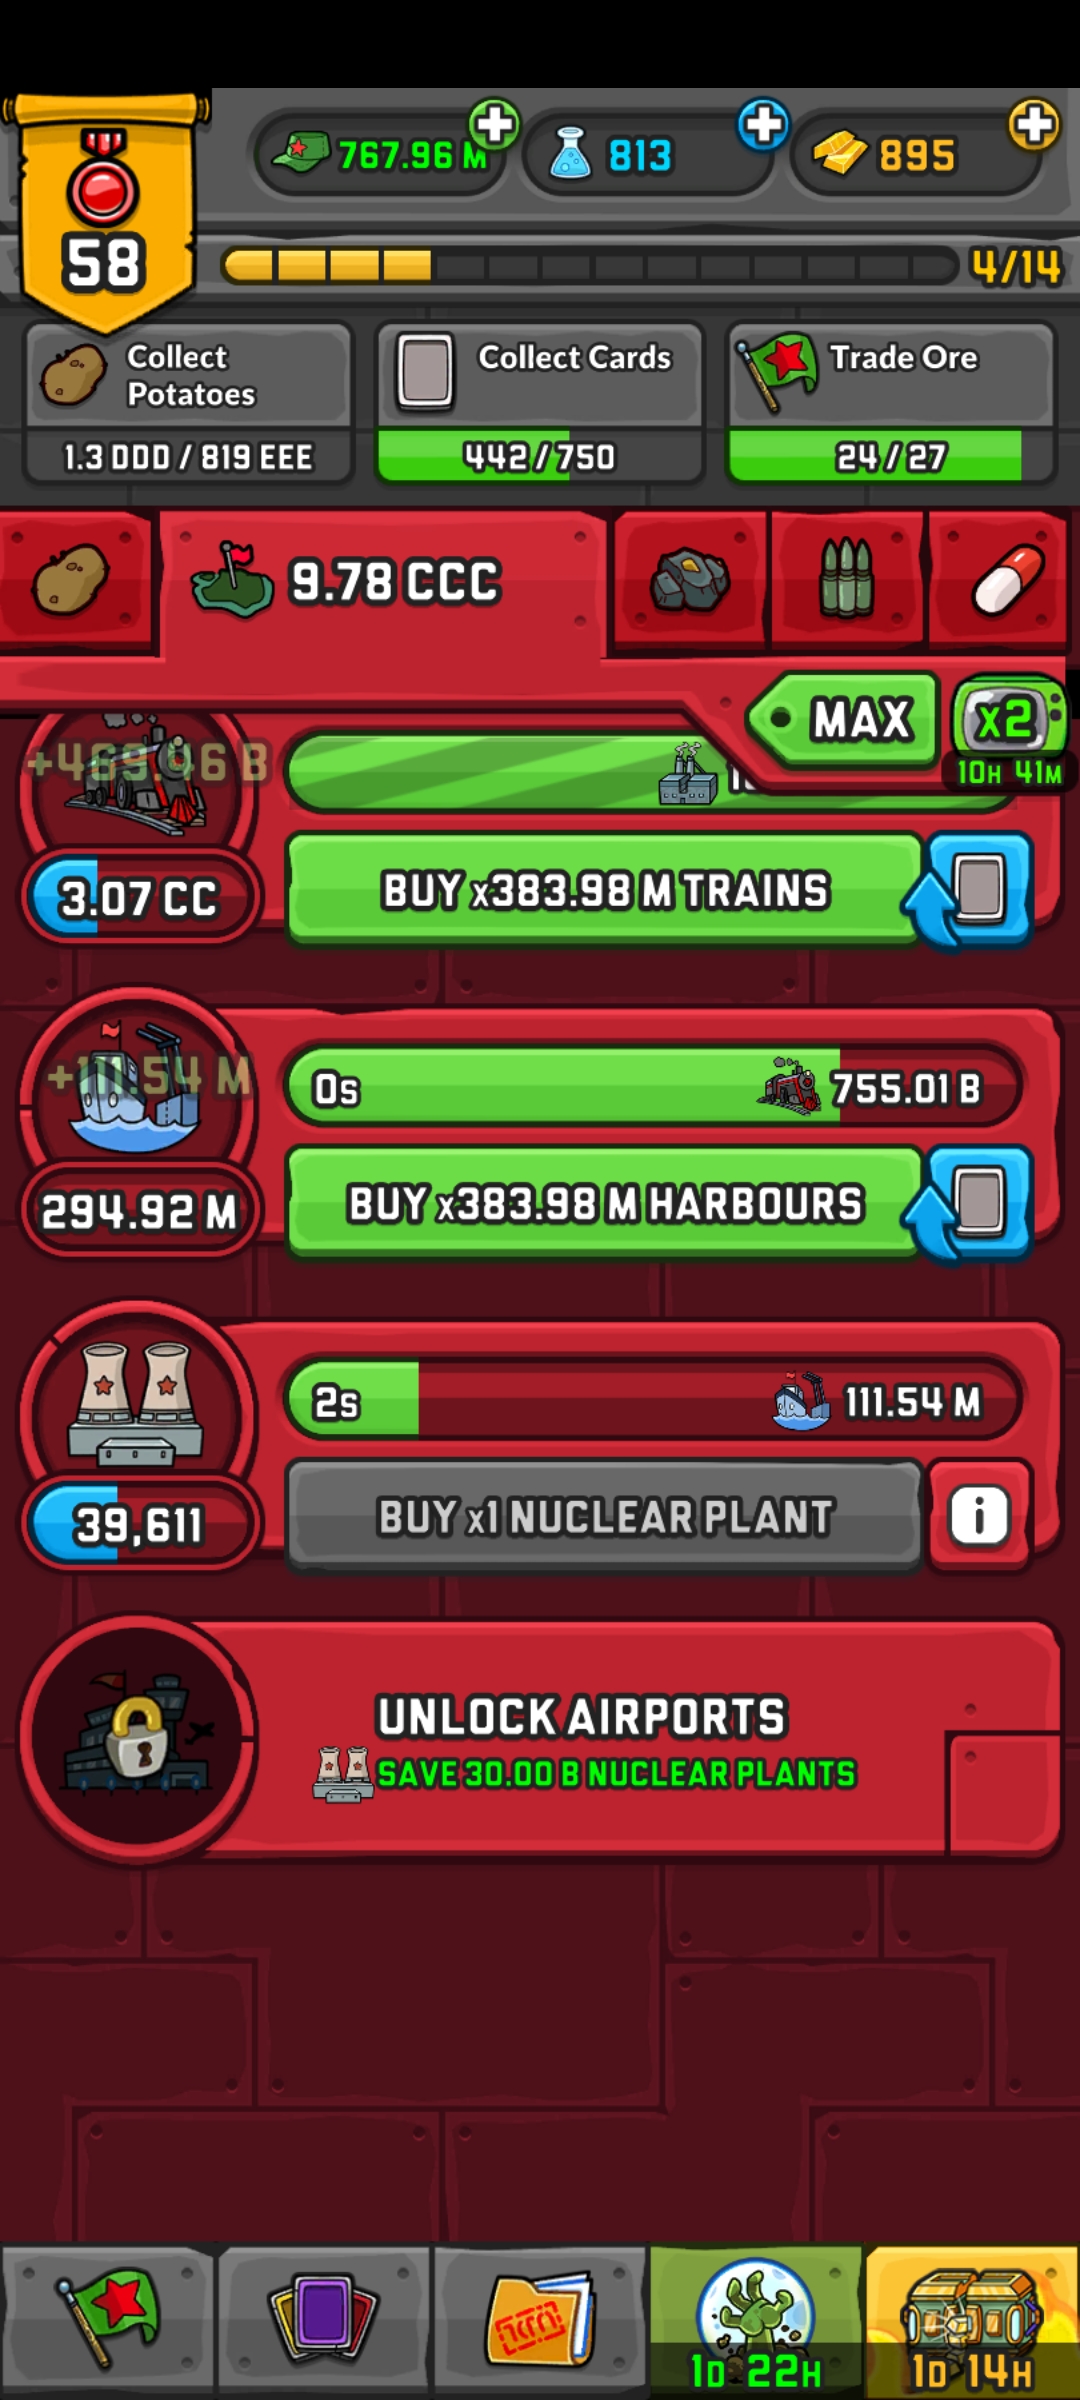 767.96 M
813
895
58
4/14
Collect
Potatoes
1.3 DDD / 819 EEE
Collect Cards
442/750
Trade Ore
24/27
9.78 CCC
MAX
x2
10H 41M
+469.46 B
3.07 CC
BUY x383.98 M TRAINS
+111.54 M
0s
755.01 B
294.92 M
BUY x383.98 M HARBOURS
2s
111.54 M
39,611
BUY x1 NUCLEAR PLANT
i
UNLOCK AIRPORTS
SAVE 30.00 B NUCLEAR PLANTS
1D 22H
1D 14H